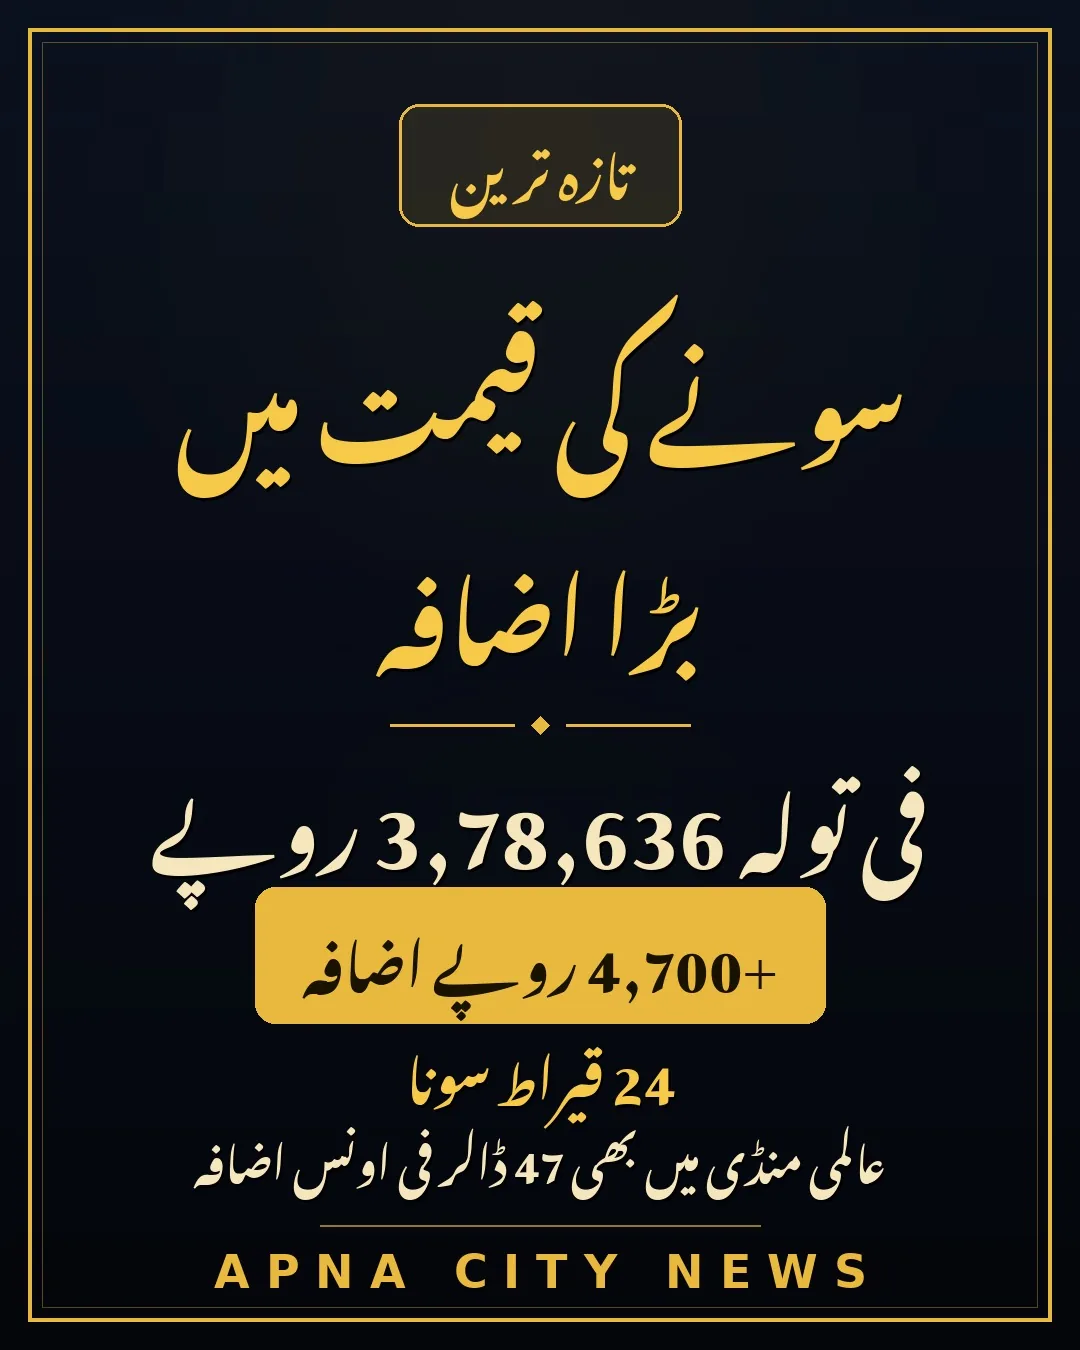 تازہ ترین
سونے کی قیمت میں
بڑا اضافہ
فی تولہ 3,78,636 روپے
+4,700 روپے اضافہ
24 قیراط سونا
عالمی منڈی میں بھی 47 ڈالر فی اونس اضافہ
APNA CITY NEWS